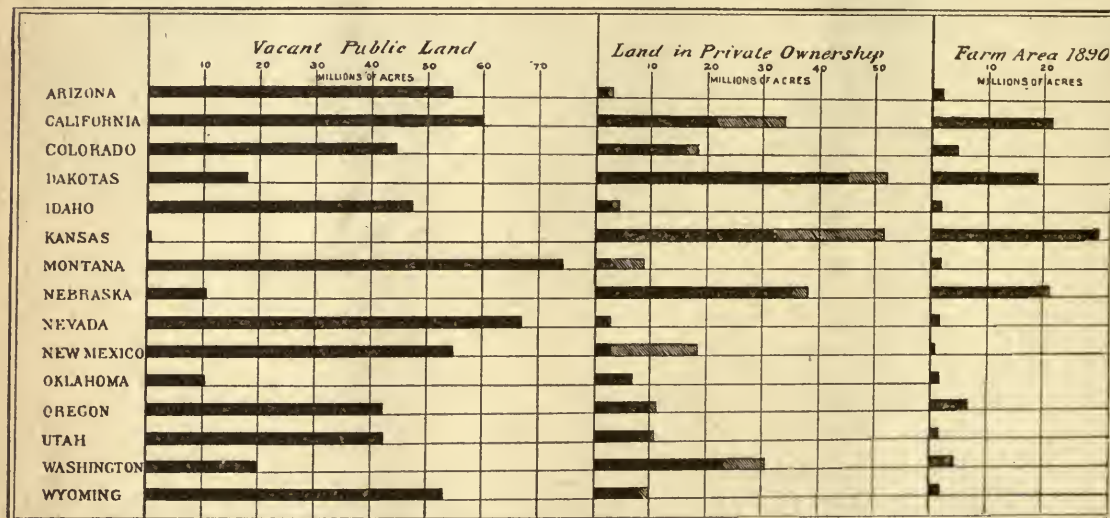 Vacant Public Land Land in Private Ownership Farm Area 1890
10 20 30 40 50 60 70 10 20 30 40 50 10 20
MILLIONS OF ACRES MILLIONS OF ACRES MILLIONS OF ACRES
ARIZONA
CALIFORNIA
COLORADO
DAKOTAS
IDAHO
KANSAS
MONTANA
NEBRASKA
NEVADA
NEW MEXICO
OKLAHOMA
OREGON
UTAH
WASHINGTON
WYOMING